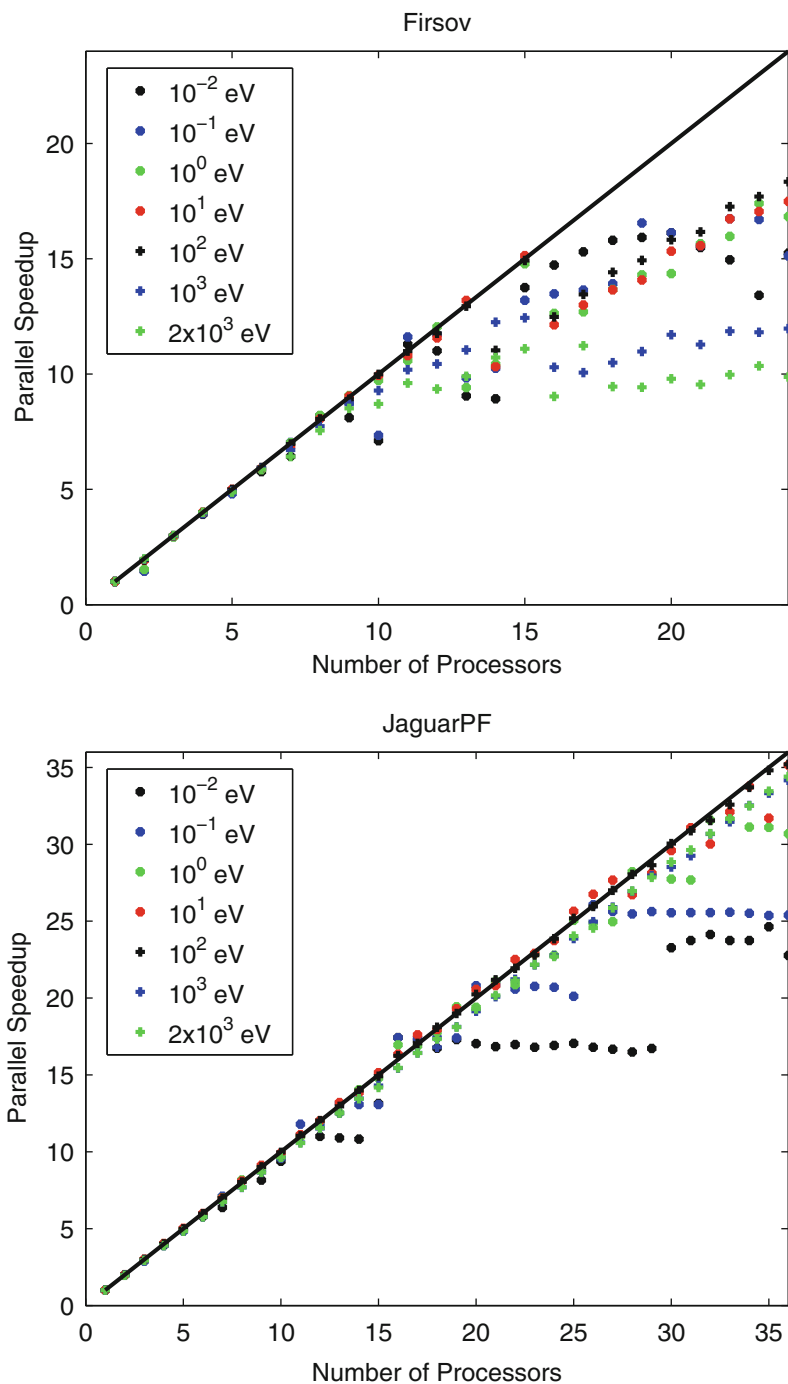 Firsov
10⁻² eV
10⁻¹ eV
10⁰ eV
10¹ eV
10² eV
10³ eV
2x10³ eV
Parallel Speedup
20
15
10
5
0
0 5 10 15 20
Number of Processors
JaguarPF
10⁻² eV
10⁻¹ eV
10⁰ eV
10¹ eV
10² eV
10³ eV
2x10³ eV
Parallel Speedup
35
30
25
20
15
10
5
0
0 5 10 15 20 25 30 35
Number of Processors